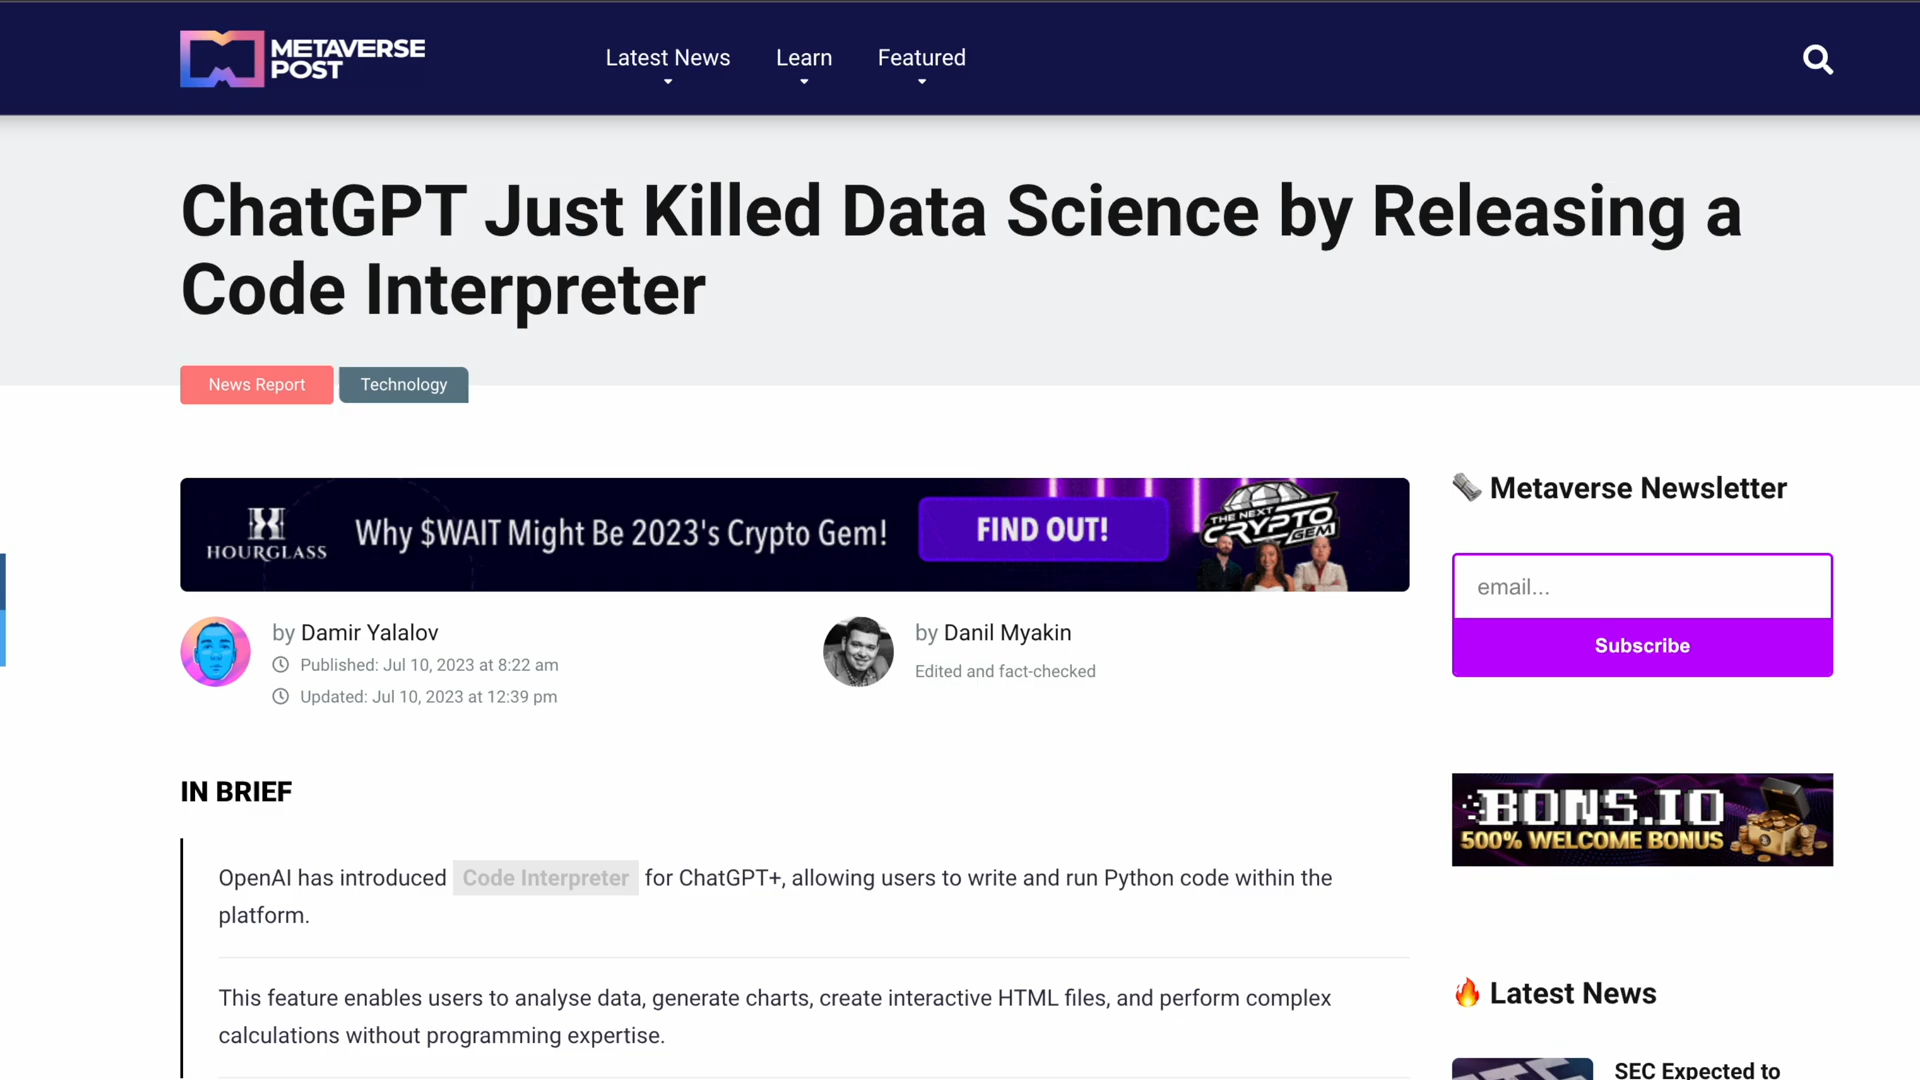 METAVERSE
POST
Latest News
Learn
Featured
ChatGPT Just Killed Data Science by Releasing a
Code Interpreter
News Report
Technology
HOURGLASS
Why $WAIT Might Be 2023's Crypto Gem!
FIND OUT!
THE NEXT
CRYPTO
GEM
by Damir Yalalov
Published: Jul 10, 2023 at 8:22 am
Updated: Jul 10, 2023 at 12:39 pm
by Danil Myakin
Edited and fact-checked
IN BRIEF
OpenAI has introduced Code Interpreter for ChatGPT+, allowing users to write and run Python code within the
platform.
This feature enables users to analyse data, generate charts, create interactive HTML files, and perform complex
calculations without programming expertise.
Metaverse Newsletter
email...
Subscribe
BONS.IO
500% WELCOME BONUS
Latest News
SEC Expected to